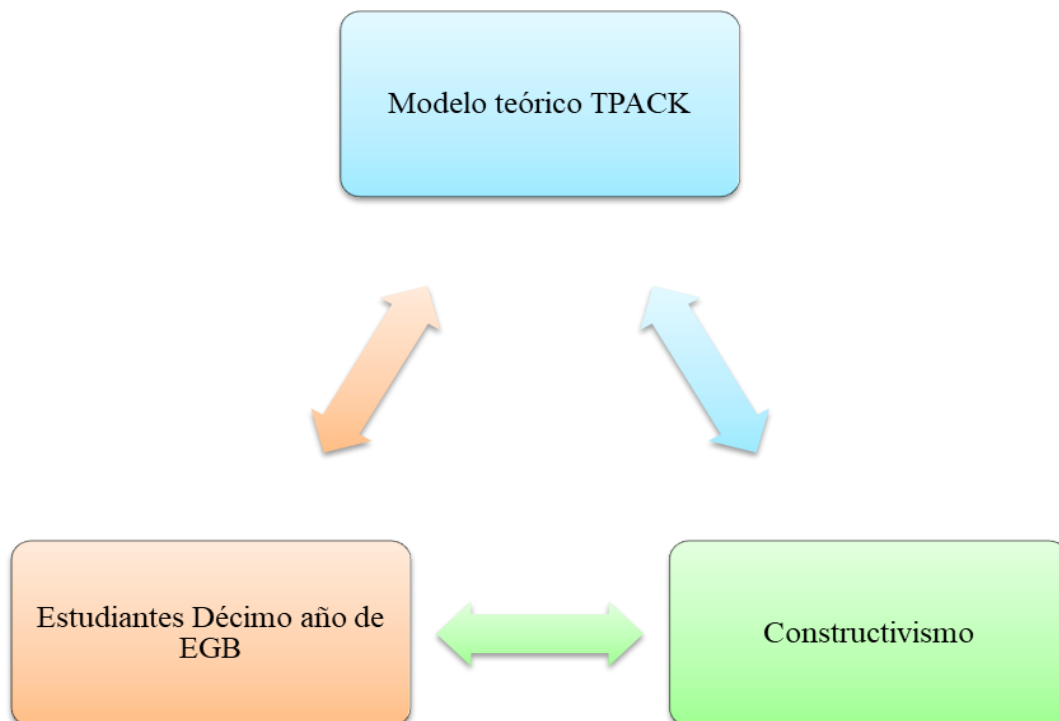 Modelo teórico TPACK
Estudiantes Décimo año de
EGB
Constructivismo